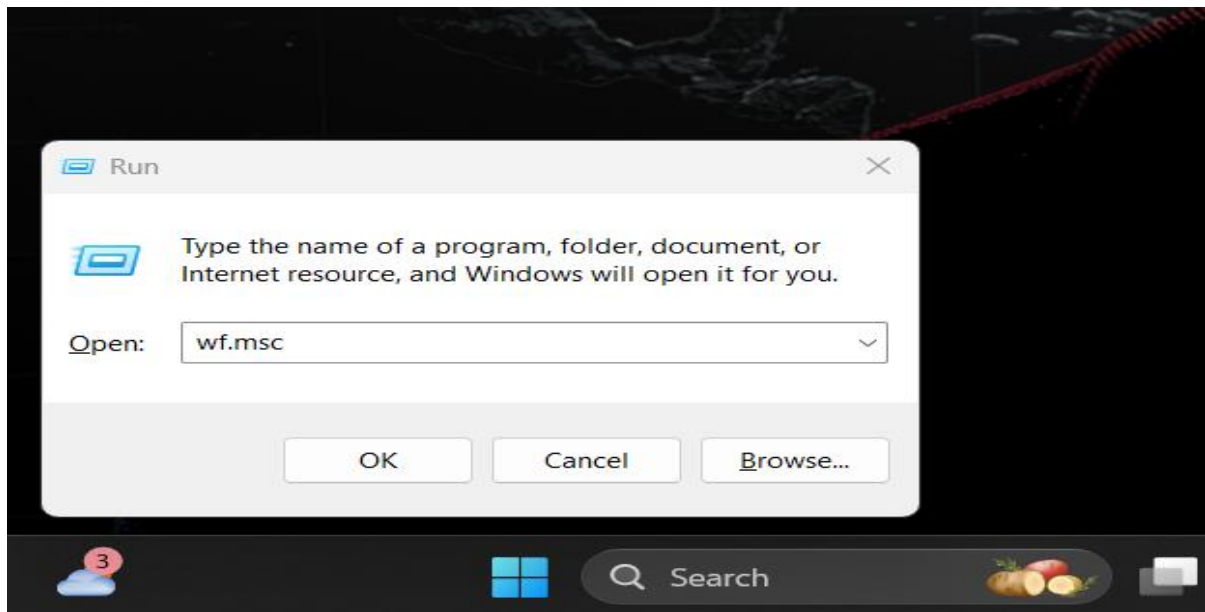 Run
Type the name of a program, folder, document, or
Internet resource, and Windows will open it for you.
Open: wf.msc
OK Cancel Browse...
3 Search